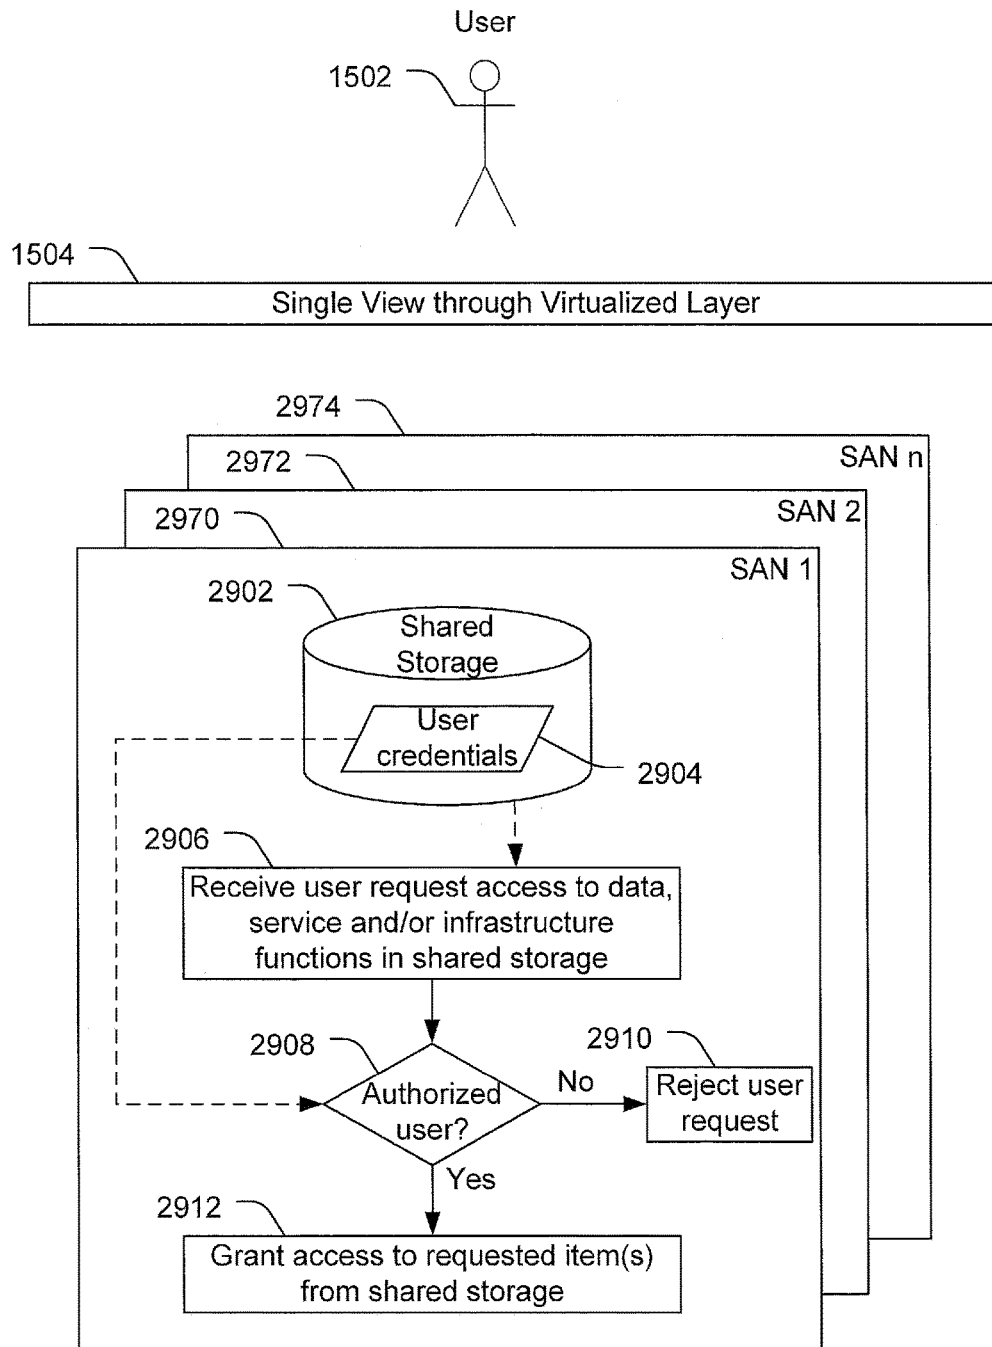 User
1502
1504
Single View through Virtualized Layer
2974
SAN n
2972
SAN 2
2970
SAN 1
2902
Shared
Storage
User
credentials
2904
2906
Receive user request access to data,
service and/or infrastructure
functions in shared storage
2908
2910
Authorized
user?
No
Reject user
request
Yes
2912
Grant access to requested item(s)
from shared storage